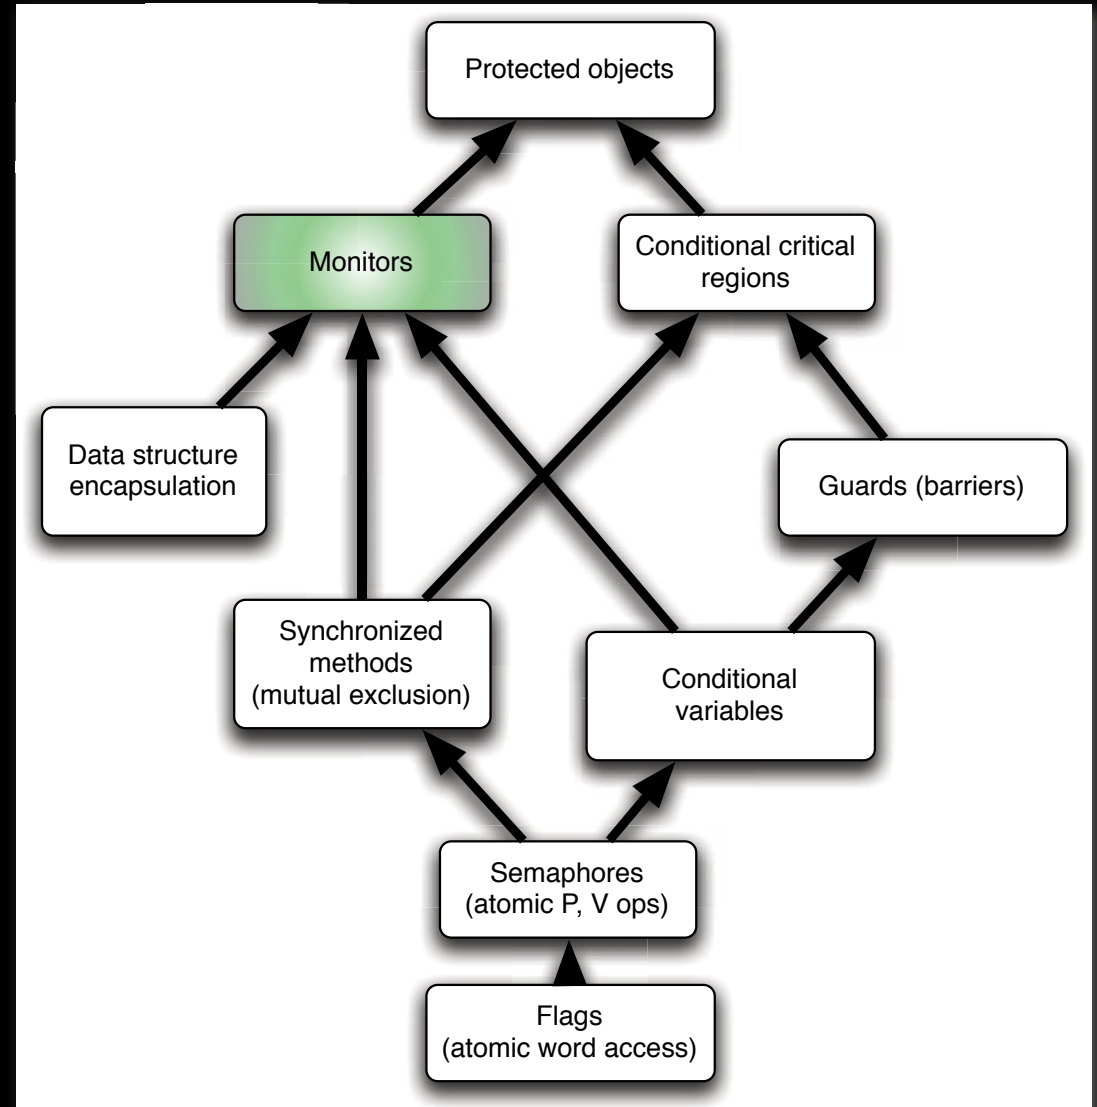 Protected objects
Monitors
Conditional critical
regions
Data structure
encapsulation
Guards (barriers)
Synchronized
methods
(mutual exclusion)
Conditional
variables
Semaphores
(atomic P, V ops)
Flags
(atomic word access)